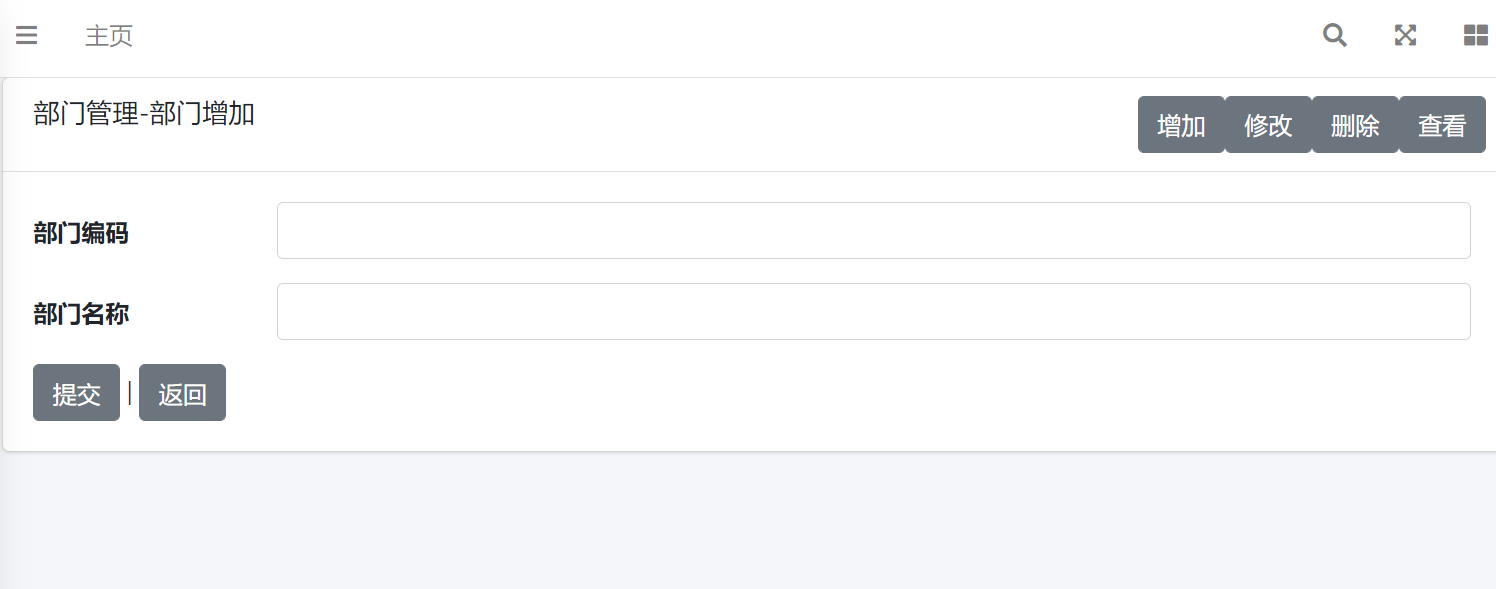 主页
部门管理-部门增加
增加 修改 删除 查看
部门编码
部门名称
提交 | 返回